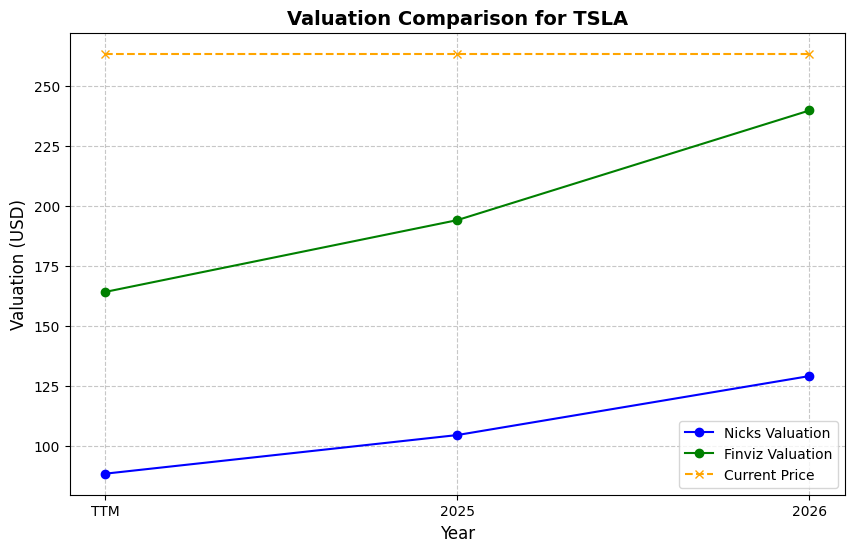 Valuation Comparison for TSLA
Valuation (USD)
250
225
200
175
150
125
100
TTM
2025
2026
Year
Nicks Valuation
Finviz Valuation
Current Price